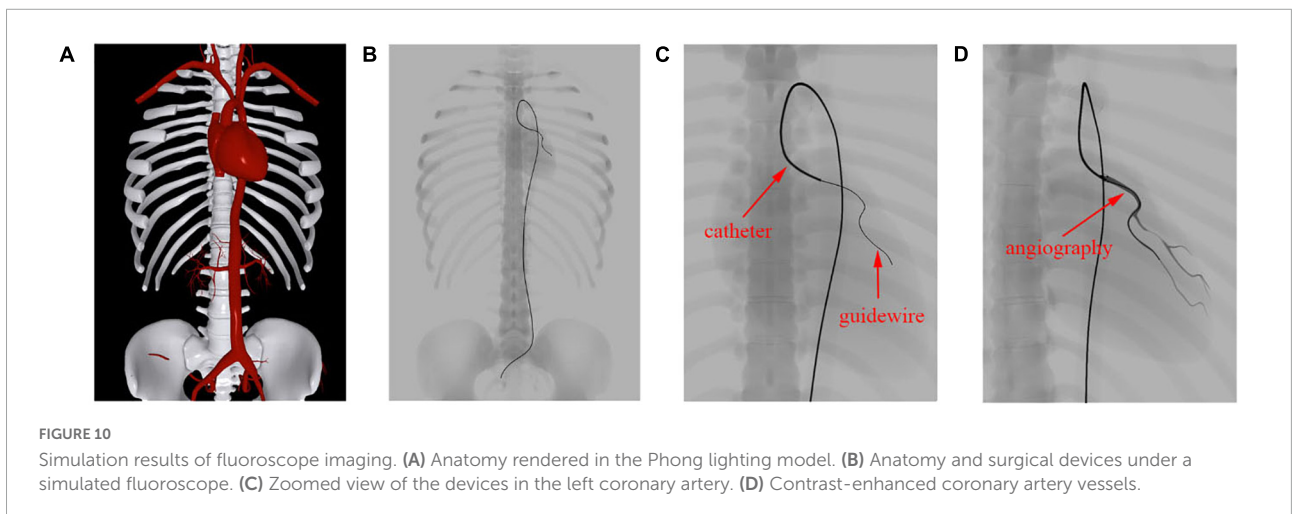 A
B
C
D
catheter
guidewire
angiography
FIGURE 10
Simulation results of fluoroscope imaging. (A) Anatomy rendered in the Phong lighting model. (B) Anatomy and surgical devices under a
simulated fluoroscope. (C) Zoomed view of the devices in the left coronary artery. (D) Contrast-enhanced coronary artery vessels.